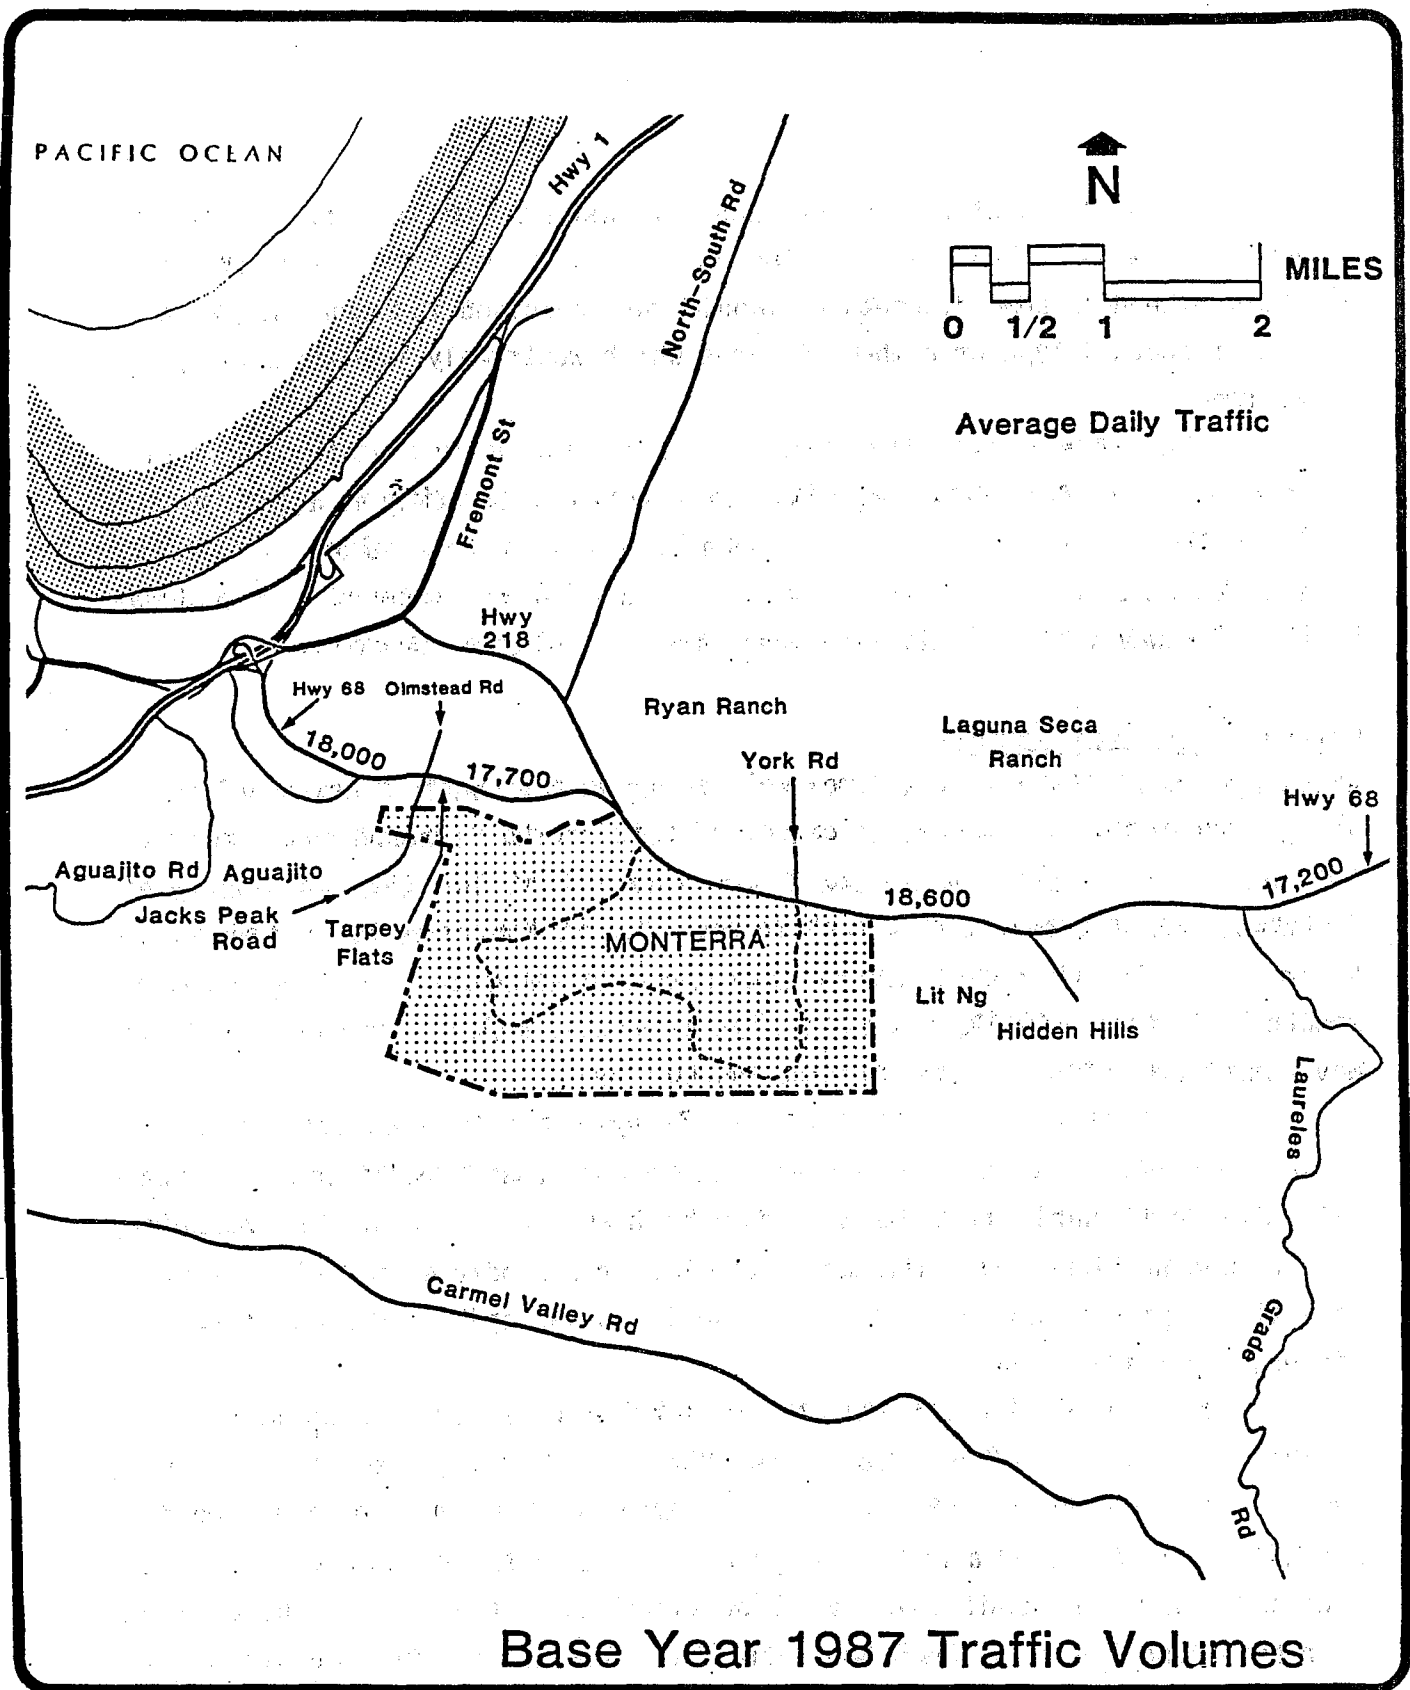 PACIFIC OCEAN
Hwy 1
North-South Rd
N
MILES
0 1/2 1 2
Average Daily Traffic
Fremont St
Hwy
218
Hwy 68
Olmstead Rd
18,000
17,700
Ryan Ranch
York Rd
Laguna Seca
Ranch
Hwy 68
Aguajito Rd
Aguajito
Jacks Peak
Road
Tarpey
Flats
MONTERRA
18,600
17,200
Lit Ng
Hidden Hills
Laureles
Grade
Rd
Carmel Valley Rd
Base Year 1987 Traffic Volumes